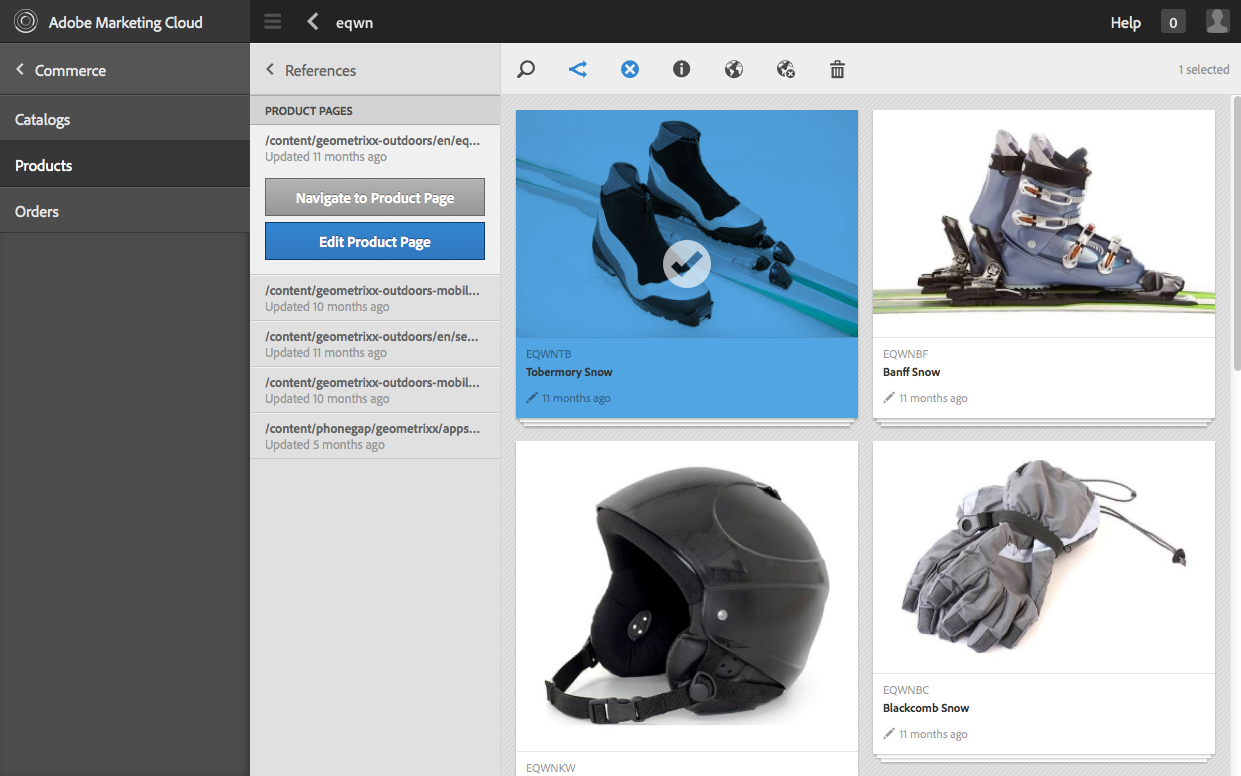 Adobe Marketing Cloud
eqwn
Help
0
Commerce
Catalogs
Products
Orders
References
PRODUCT PAGES
/content/geometrixx-outdoors/en/eq...
Updated 11 months ago
Navigate to Product Page
Edit Product Page
/content/geometrixx-outdoors-mobil...
Updated 10 months ago
/content/geometrixx-outdoors/en/se...
Updated 11 months ago
/content/geometrixx-outdoors-mobil...
Updated 10 months ago
/content/phonegap/geometrixx/apps...
Updated 5 months ago
1 selected
EQWNTB
Tobermory Snow
11 months ago
EQWNBF
Banff Snow
11 months ago
EQWNKW
EQWNBC
Blackcomb Snow
11 months ago